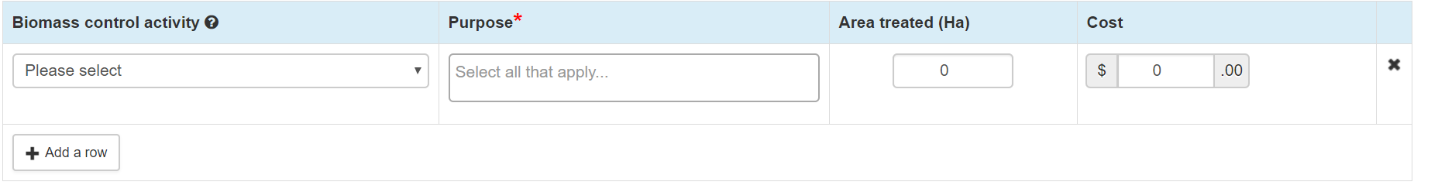 Biomass control activity ? Purpose* Area treated (Ha) Cost
Please select Select all that apply... 0 $ 0 .00
Add a row